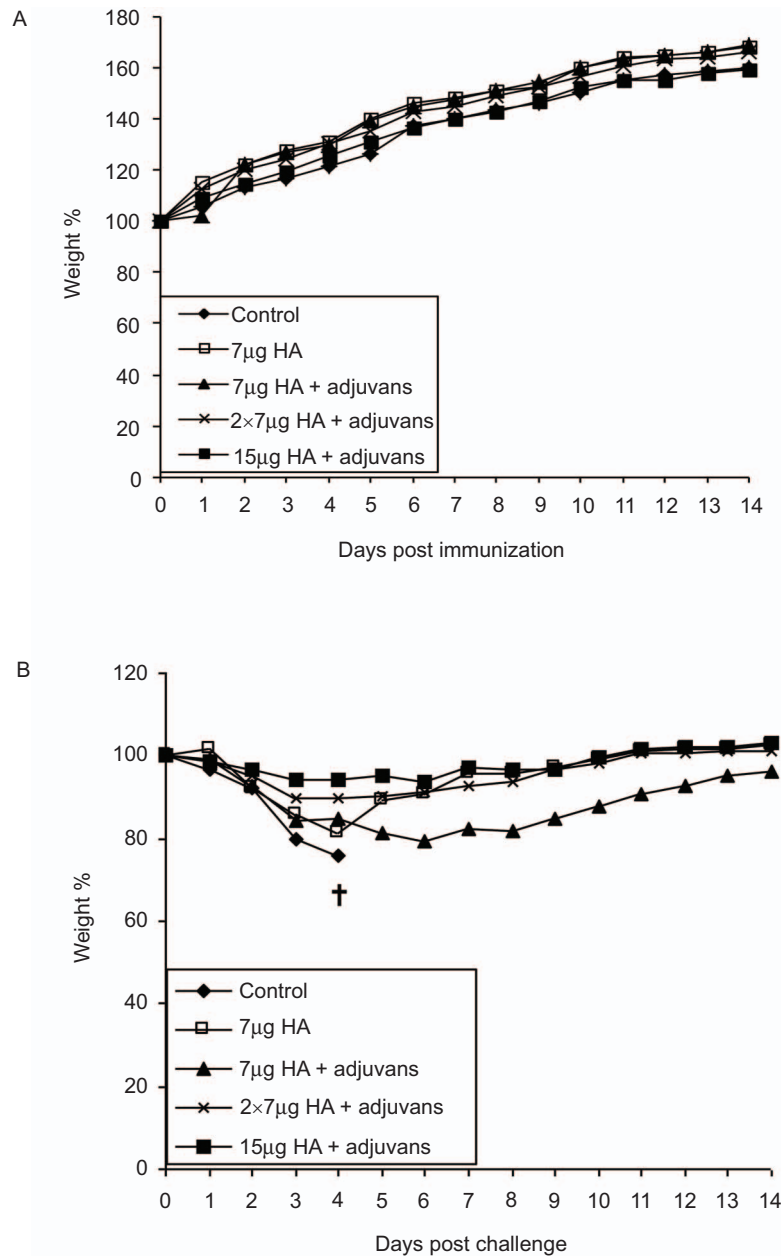 A
180
160
140
120
100
80
60
40
20
0
Weight %
Control
7μg HA
7μg HA + adjuvans
2×7μg HA + adjuvans
15μg HA + adjuvans
0 1 2 3 4 5 6 7 8 9 10 11 12 13 14
Days post immunization
B
120
100
80
60
40
20
0
Weight %
†
Control
7μg HA
7μg HA + adjuvans
2×7μg HA + adjuvans
15μg HA + adjuvans
0 1 2 3 4 5 6 7 8 9 10 11 12 13 14
Days post challenge